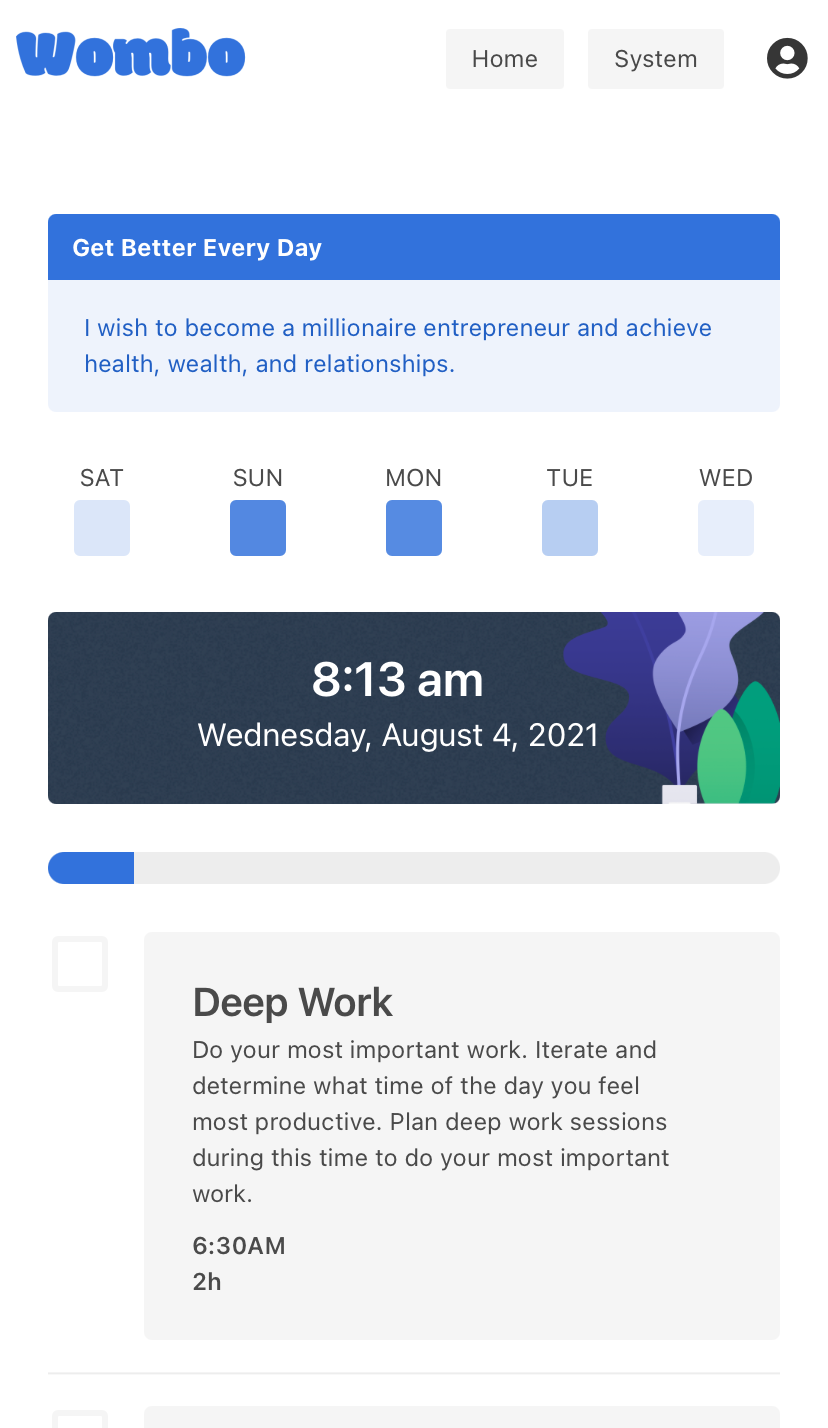 Wombo
Home
System
Get Better Every Day
I wish to become a millionaire entrepreneur and achieve
health, wealth, and relationships.
SAT
SUN
MON
TUE
WED
8:13 am
Wednesday, August 4, 2021
Deep Work
Do your most important work. Iterate and
determine what time of the day you feel
most productive. Plan deep work sessions
during this time to do your most important
work.
6:30AM
2h